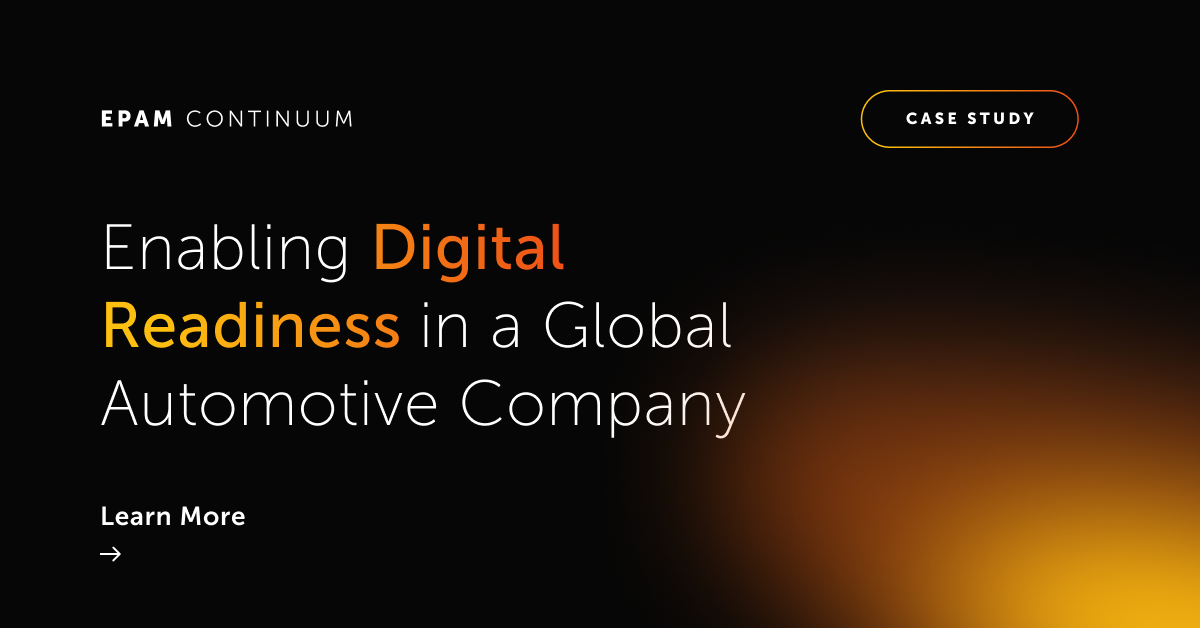 EPAM CONTINUUM
CASE STUDY
Enabling Digital
Readiness in a Global
Automotive Company
Learn More
→